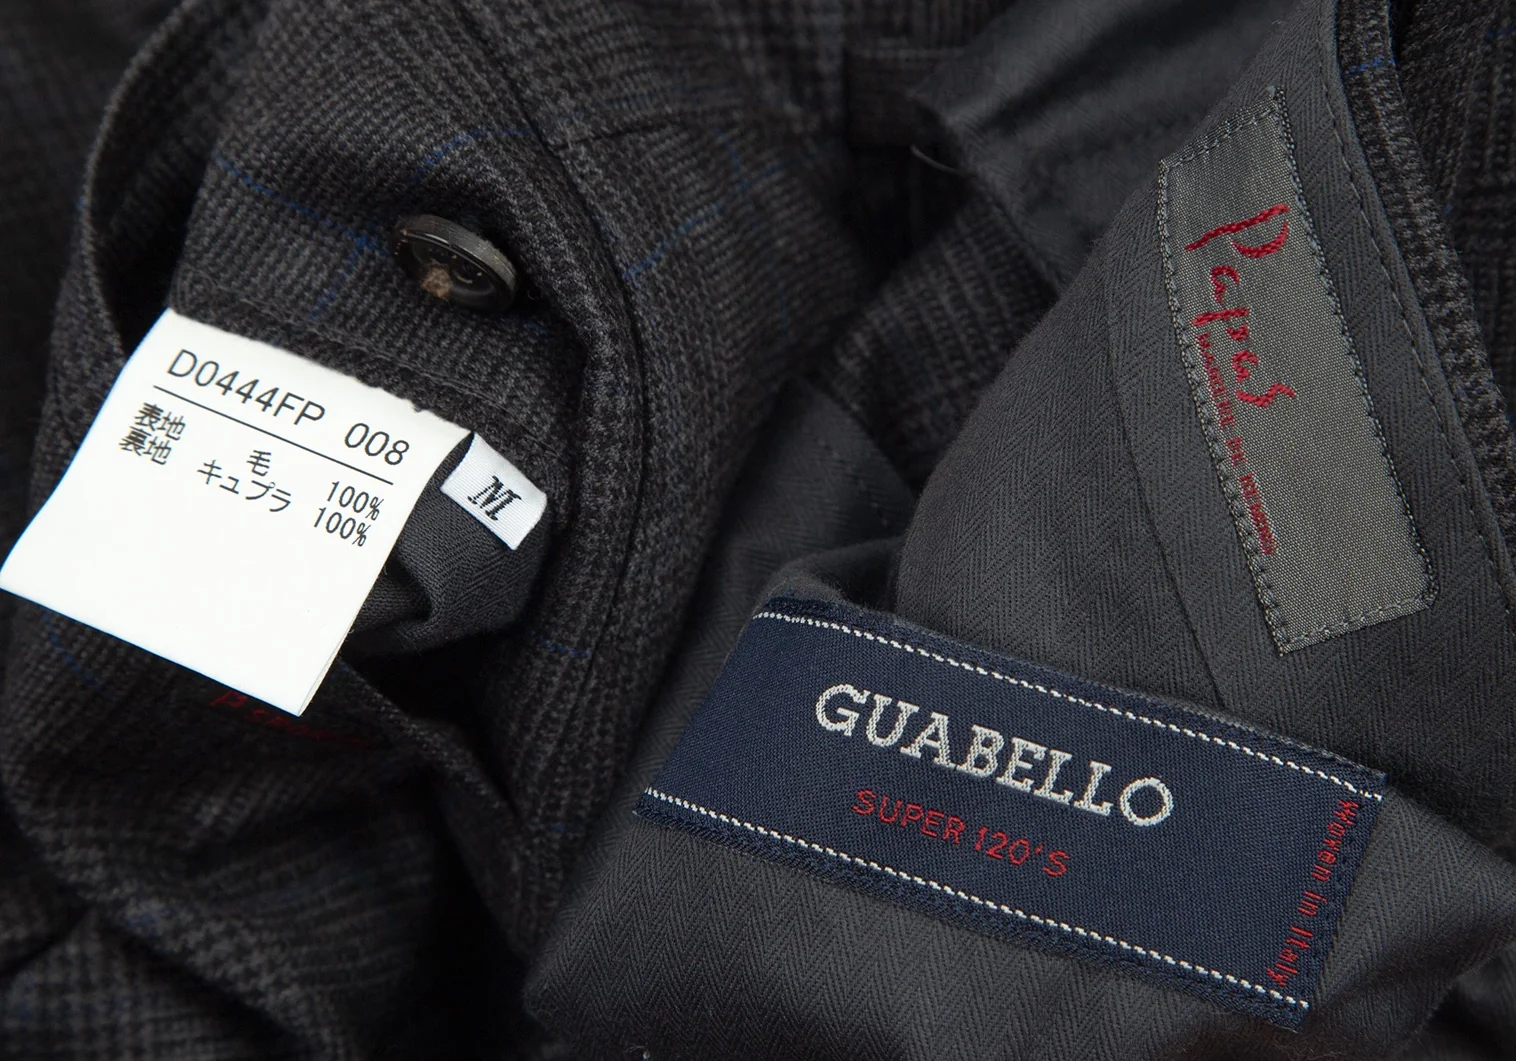 D0444FP 008
表地 毛 100%
裏地 キュプラ 100%
M
Papas
GUABELLO
SUPER 120'S
Woven in Italy